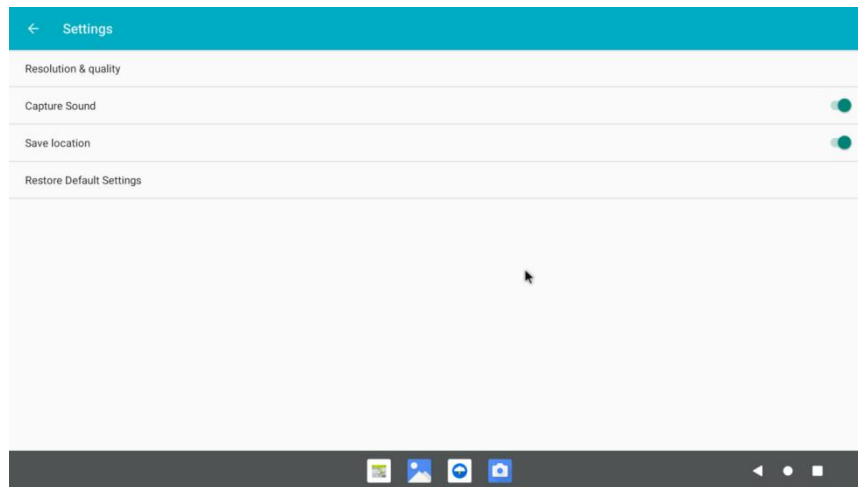 Settings
Resolution & quality
Capture Sound
Save location
Restore Default Settings